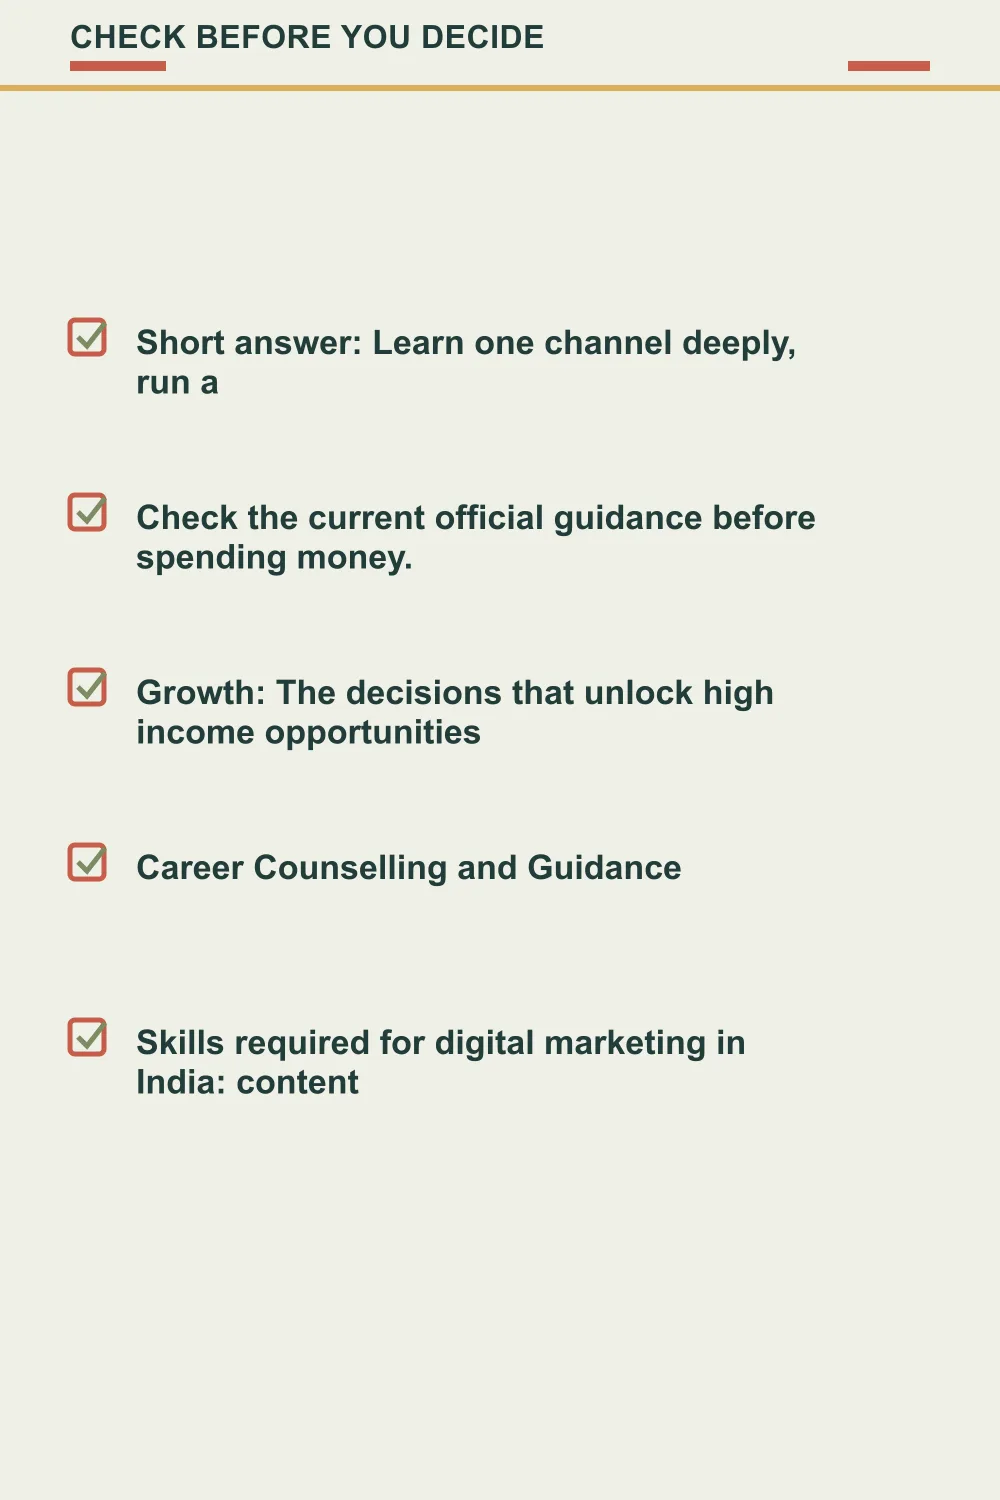 CHECK BEFORE YOU DECIDE
Short answer: Learn one channel deeply,
run a
Check the current official guidance before
spending money.
Growth: The decisions that unlock high
income opportunities
Career Counselling and Guidance
Skills required for digital marketing in
India: content